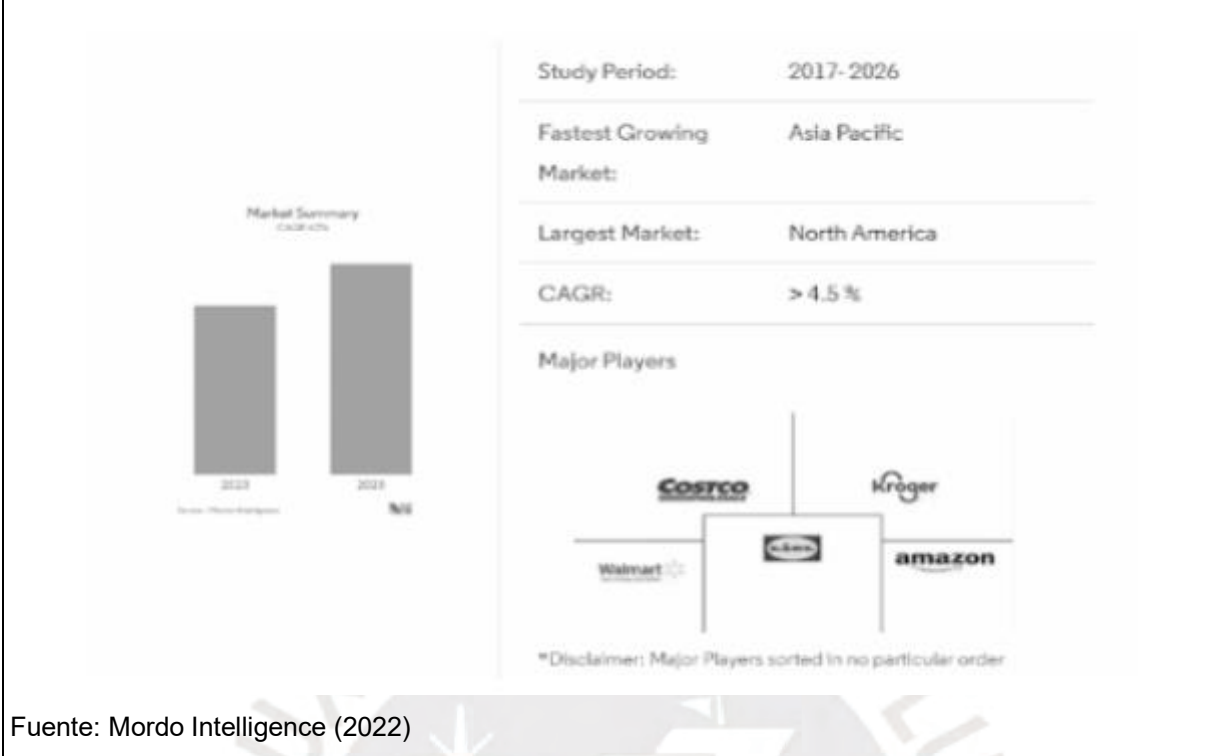 Market Summary
Study Period: 2017- 2026
Fastest Growing Asia Pacific
Market:
Largest Market: North America
CAGR: > 4.5 %
Major Players
Costco
Kroger
Walmart
amazon
*Disclaimer: Major Players sorted in no particular order
Fuente: Mordo Intelligence (2022)